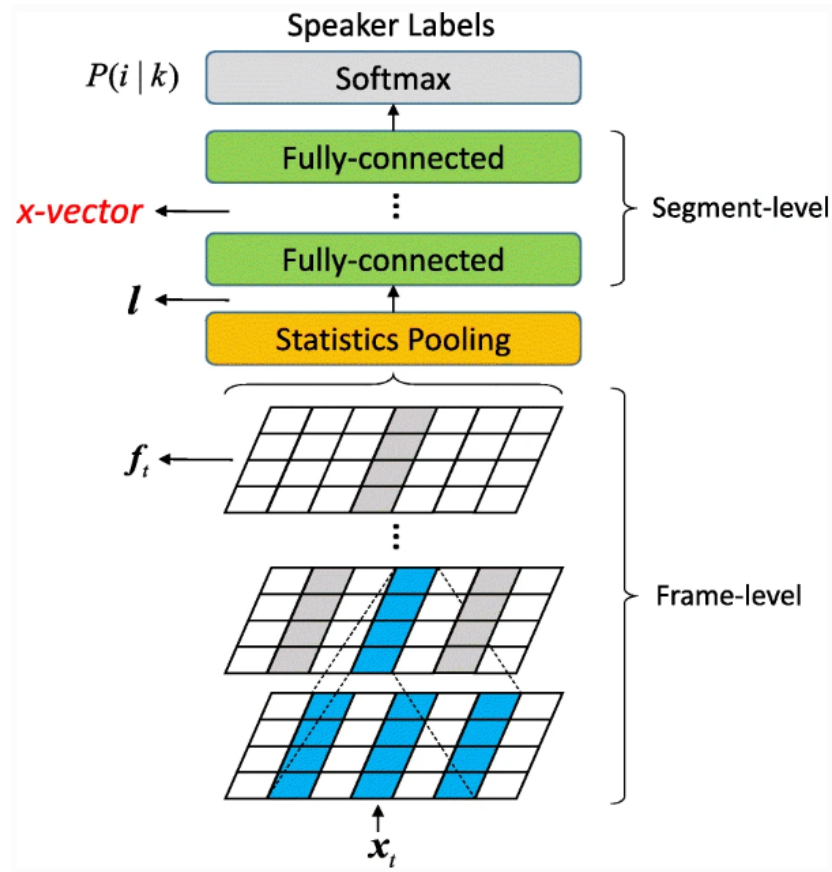 Speaker Labels
P(i | k)
Softmax
Fully-connected
⋮
x-vector
Segment-level
Fully-connected
l
Statistics Pooling
f_t
⋮
Frame-level
x_t